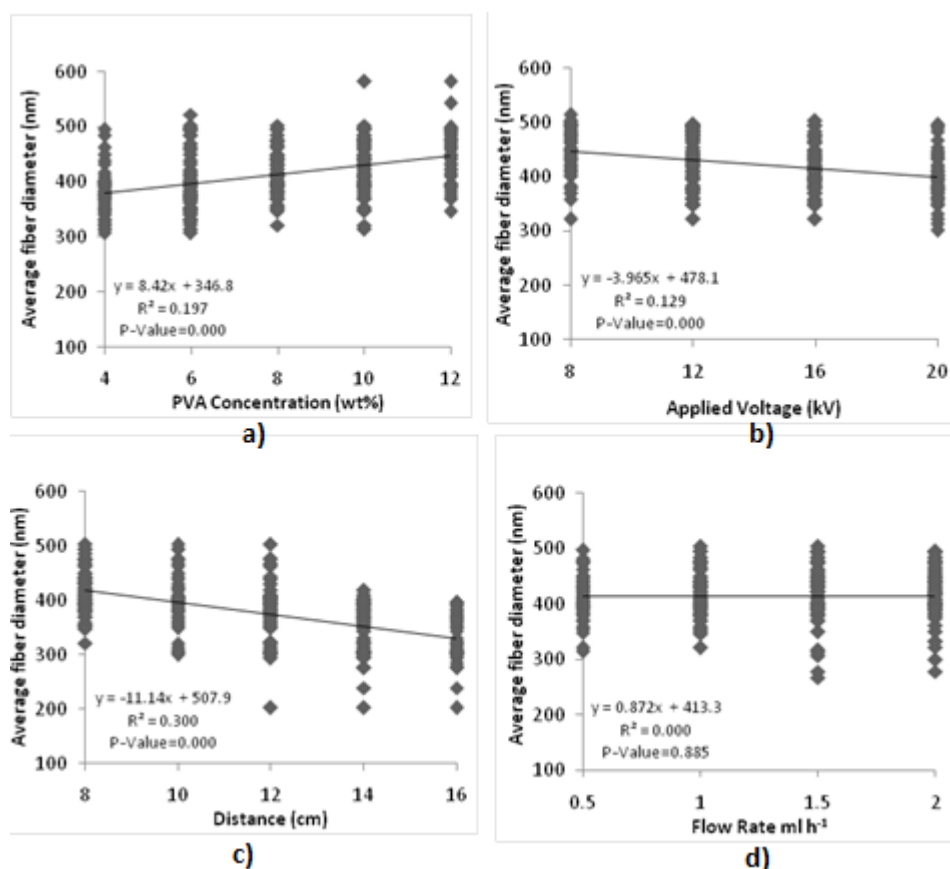 Average fiber diameter (nm)
600
500
400
300
200
100
y = 8.42x + 346.8
R² = 0.197
P-Value=0.000
4 6 8 10 12
PVA Concentration (wt%)
a)
Average fiber diameter (nm)
600
500
400
300
200
100
y = -3.965x + 478.1
R² = 0.129
P-Value=0.000
8 12 16 20
Applied Voltage (kV)
b)
Average fiber diameter (nm)
600
500
400
300
200
100
y = -11.14x + 507.9
R² = 0.300
P-Value=0.000
8 10 12 14 16
Distance (cm)
c)
Average fiber diameter (nm)
600
500
400
300
200
100
y = 0.872x + 413.3
R² = 0.000
P-Value=0.885
0.5 1 1.5 2
Flow Rate ml h⁻¹
d)